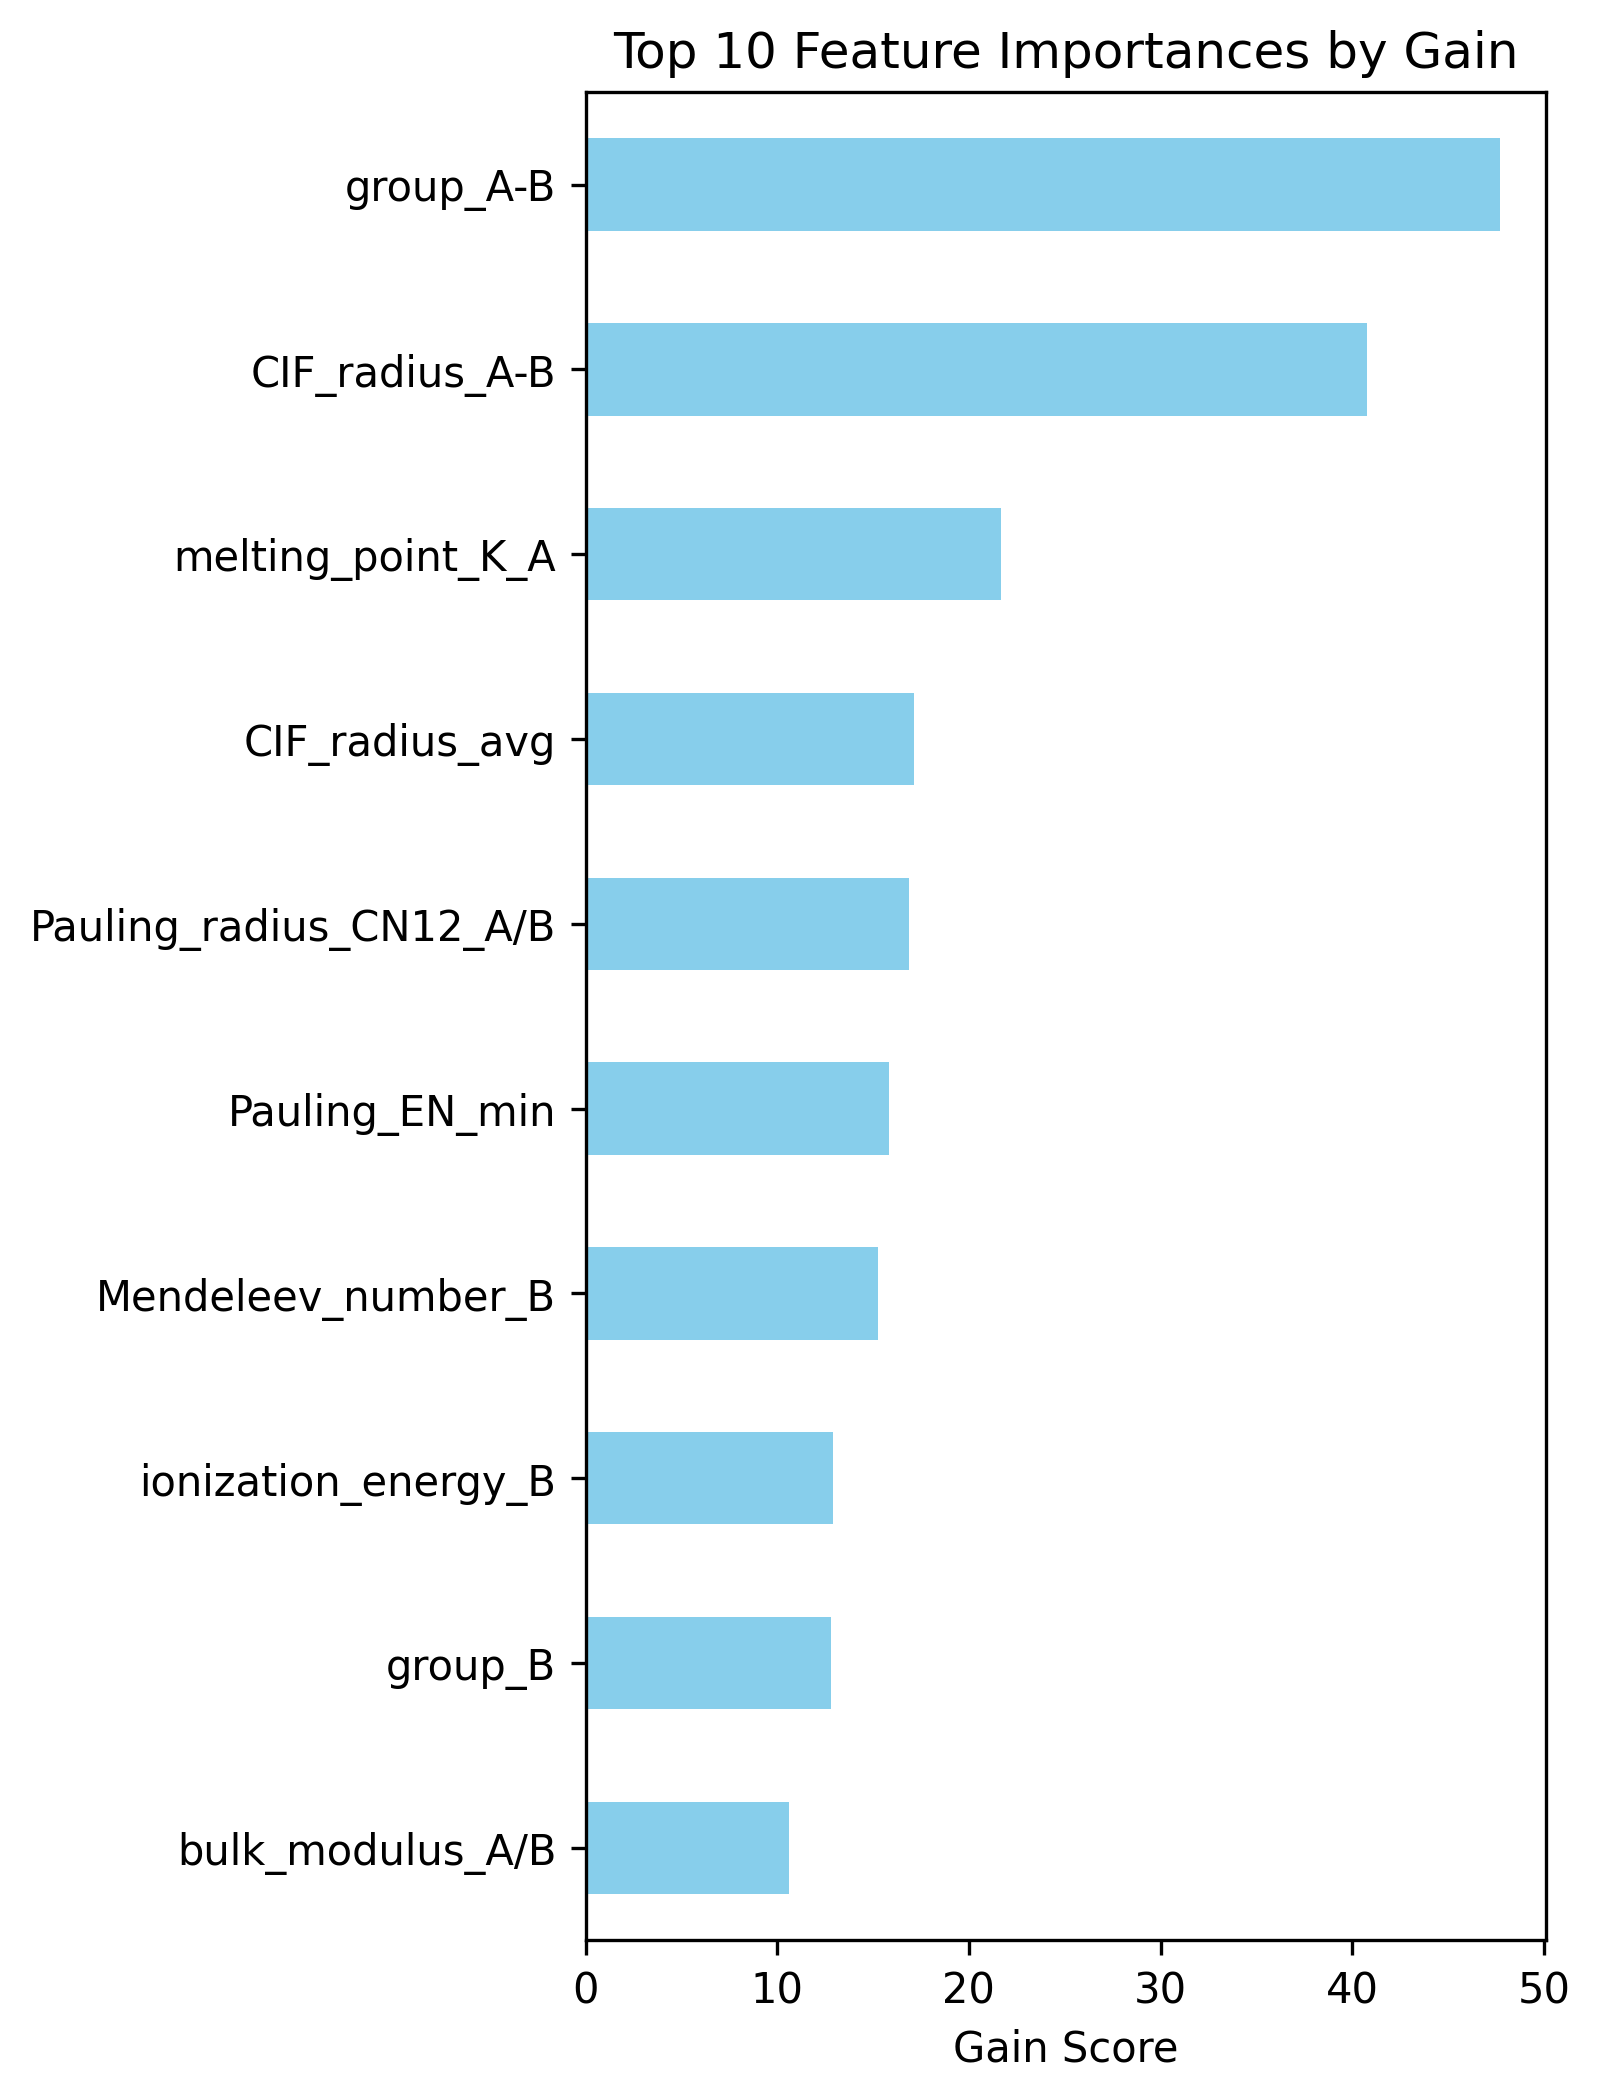 Top 10 Feature Importances by Gain
group_A-B
CIF_radius_A-B
melting_point_K_A
CIF_radius_avg
Pauling_radius_CN12_A/B
Pauling_EN_min
Mendeleev_number_B
ionization_energy_B
group_B
bulk_modulus_A/B
0 10 20 30 40 50
Gain Score